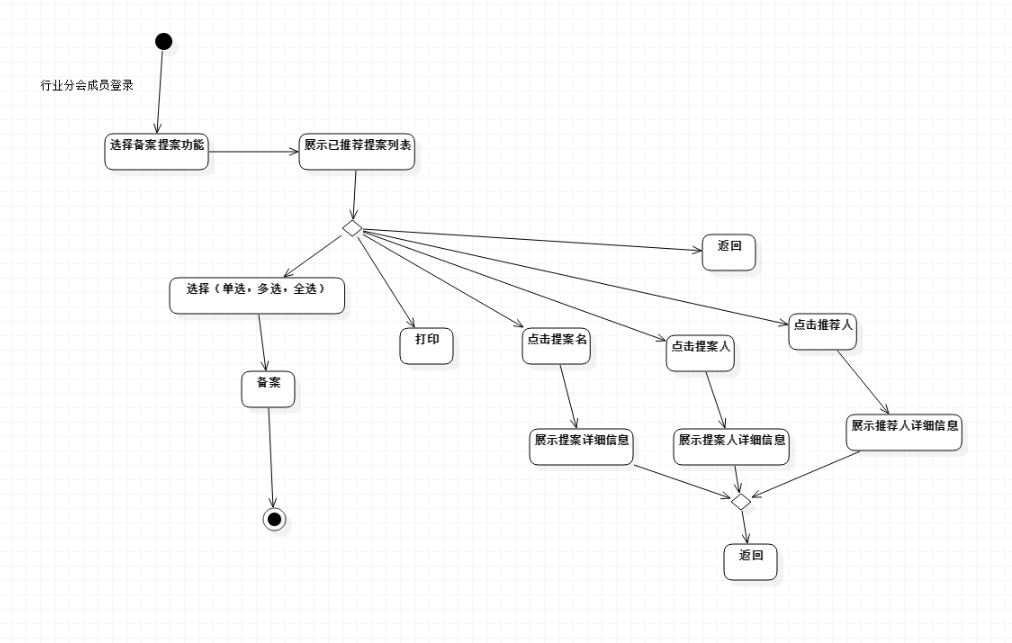 行业分会成员登录
选择备案提案功能
展示已推荐提案列表
返回
选择（单选，多选，全选）
打印
点击提案名
点击提案人
点击推荐人
备案
展示提案详细信息
展示提案人详细信息
展示推荐人详细信息
返回